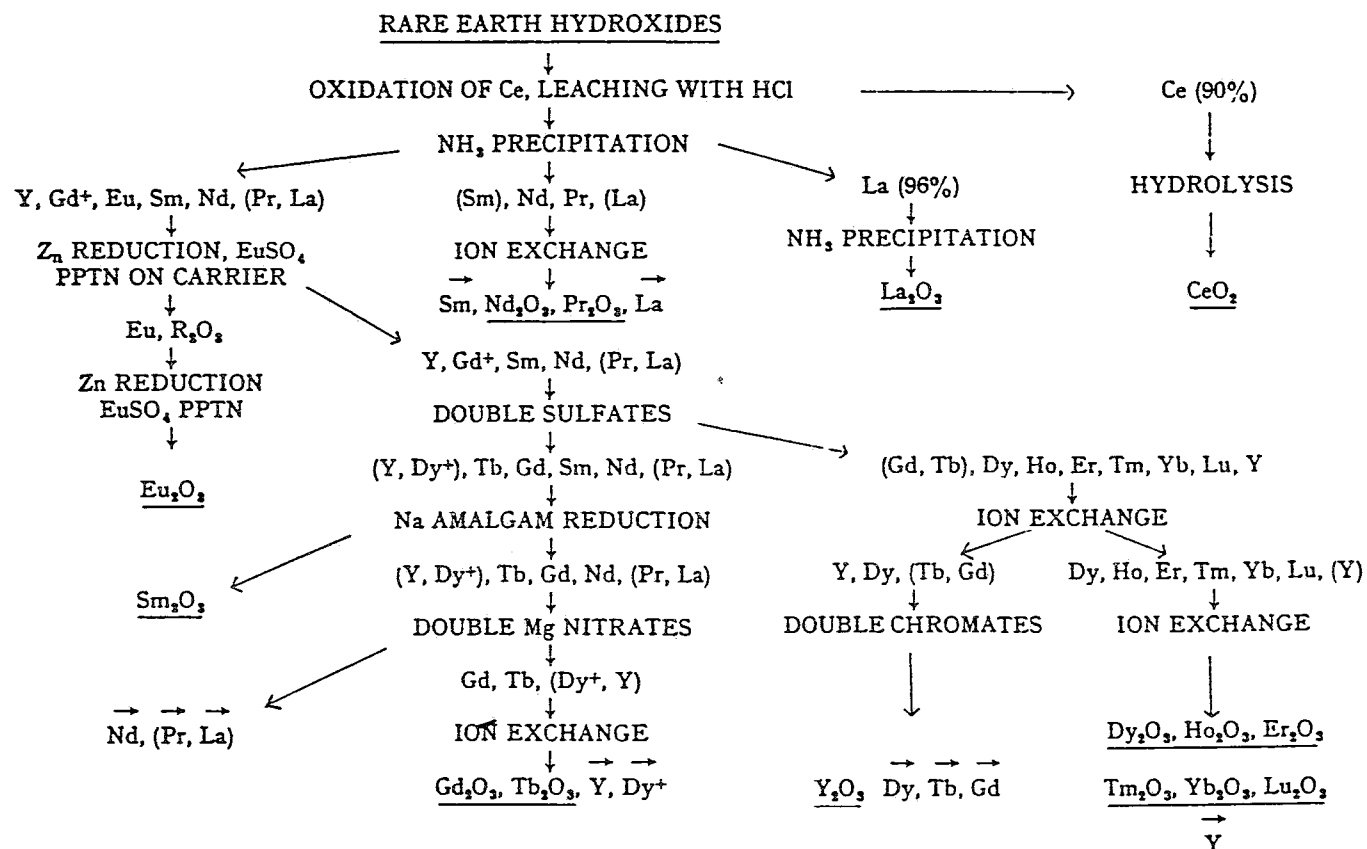 RARE EARTH HYDROXIDES
OXIDATION OF Ce, LEACHING WITH HCl
Ce (90%)
NH₃ PRECIPITATION
Y, Gd⁺, Eu, Sm, Nd, (Pr, La)
(Sm), Nd, Pr, (La)
La (96%)
HYDROLYSIS
Zn REDUCTION, EuSO₄
PPTN ON CARRIER
ION EXCHANGE
NH₃ PRECIPITATION
Sm, Nd₂O₃, Pr₂O₃, La
La₂O₃
CeO₂
Eu, R₂O₃
Y, Gd⁺, Sm, Nd, (Pr, La)
Zn REDUCTION
EuSO₄ PPTN
DOUBLE SULFATES
(Y, Dy⁺), Tb, Gd, Sm, Nd, (Pr, La)
(Gd, Tb), Dy, Ho, Er, Tm, Yb, Lu, Y
Eu₂O₃
Na AMALGAM REDUCTION
ION EXCHANGE
(Y, Dy⁺), Tb, Gd, Nd, (Pr, La)
Y, Dy, (Tb, Gd)
Dy, Ho, Er, Tm, Yb, Lu, (Y)
Sm₂O₃
DOUBLE Mg NITRATES
DOUBLE CHROMATES
ION EXCHANGE
Gd, Tb, (Dy⁺, Y)
Nd, (Pr, La)
ION EXCHANGE
Dy₂O₃, Ho₂O₃, Er₂O₃
Gd₂O₃, Tb₂O₃, Y, Dy⁺
Y₂O₃ Dy, Tb, Gd
Tm₂O₃, Yb₂O₃, Lu₂O₃
Y